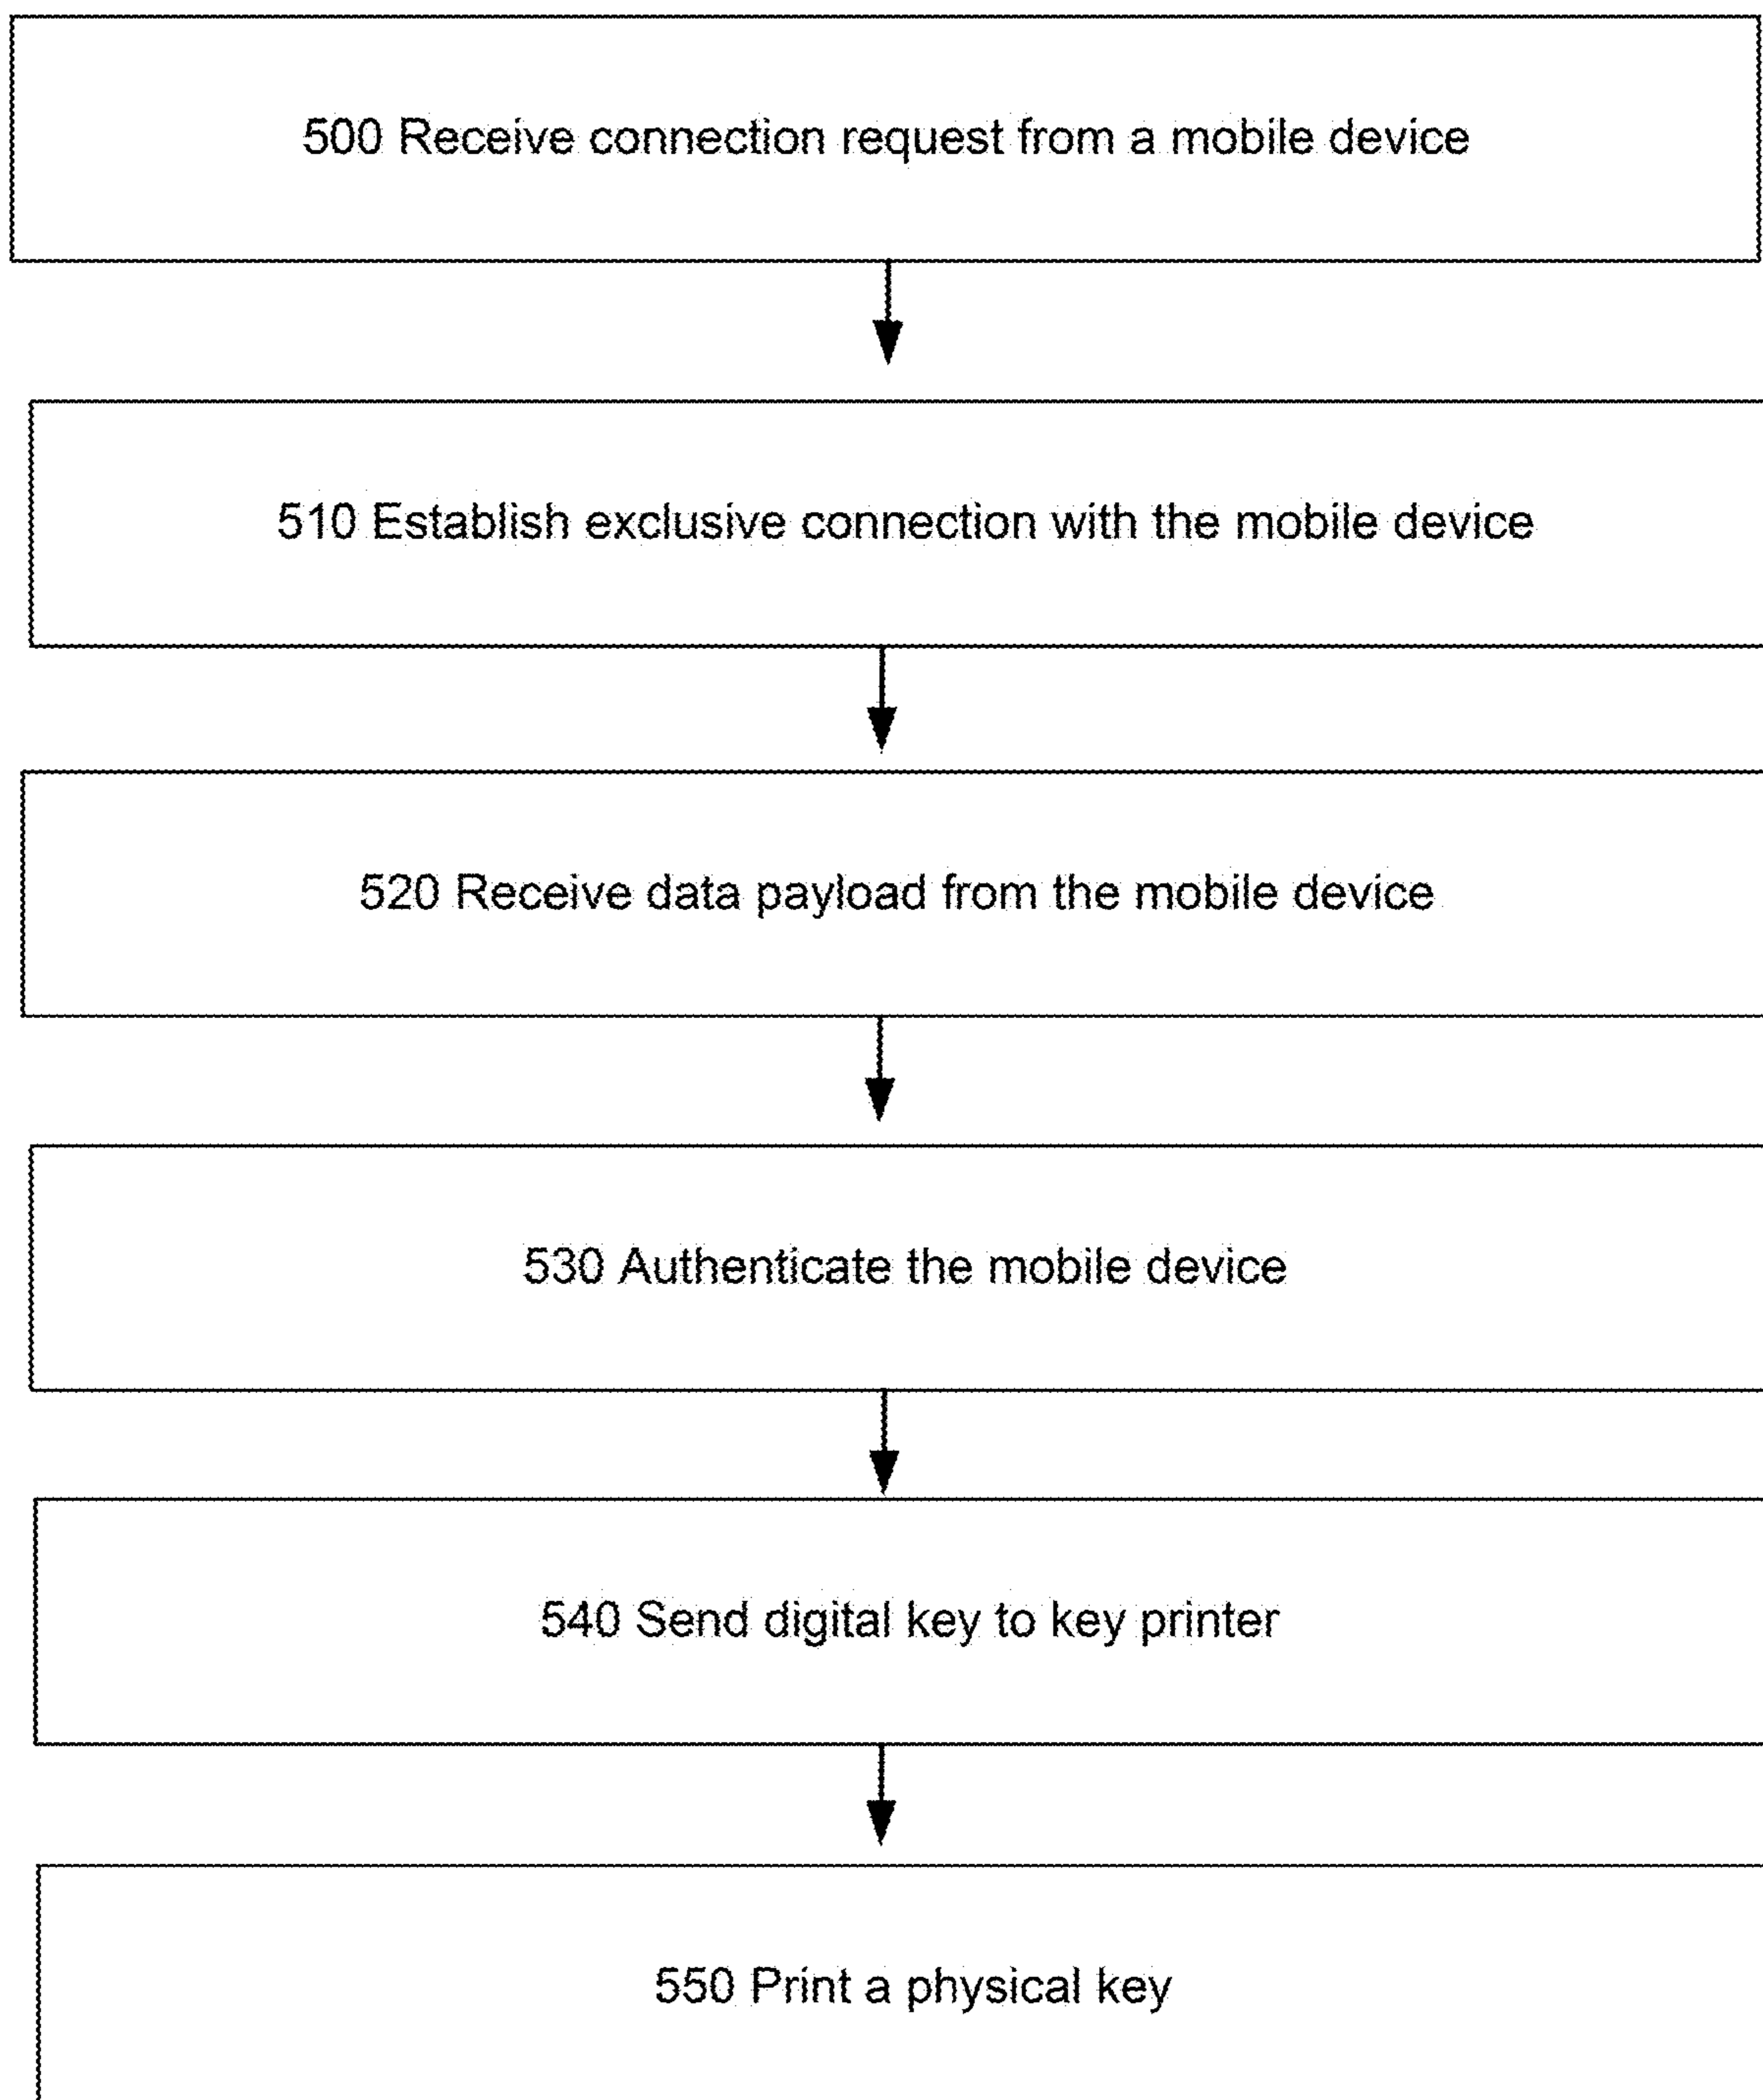 500 Receive connection request from a mobile device
510 Establish exclusive connection with the mobile device
520 Receive data payload from the mobile device
530 Authenticate the mobile device
540 Send digital key to key printer
550 Print a physical key